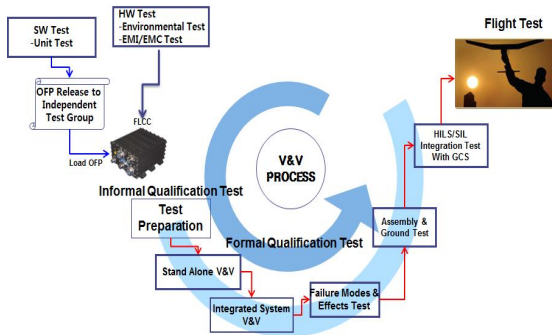 SW Test
-Unit Test
HW Test
-Environmental Test
-EMI/EMC Test
Flight Test
OFP Release to
Independent
Test Group
FLCC
Load OFP
V&V
PROCESS
HILS/SIL
Integration Test
With GCS
Informal Qualification Test
Test
Preparation
Formal Qualification Test
Assembly &
Ground Test
Stand Alone V&V
Integrated System
V&V
Failure Modes &
Effects Test